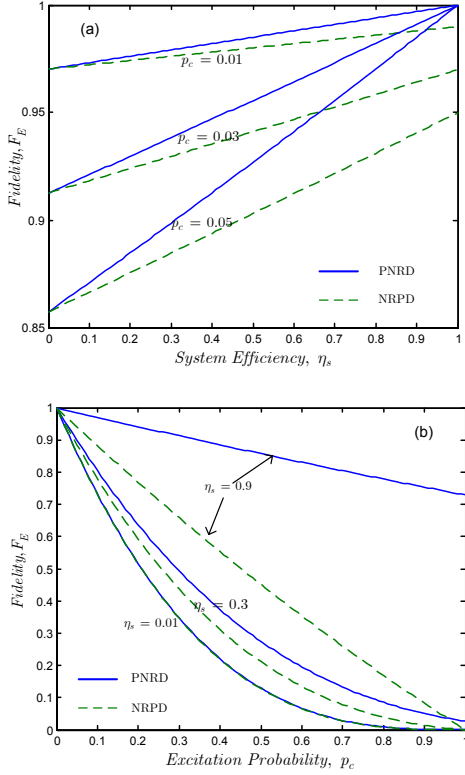 1
(a)
p_c = 0.01
0.95
Fidelity, F_E
p_c = 0.03
0.9
p_c = 0.05
PNRD
NRPD
0.85
0 0.1 0.2 0.3 0.4 0.5 0.6 0.7 0.8 0.9 1
System Efficiency, η_s
1
(b)
0.9
0.8
0.7
η_s = 0.9
0.6
Fidelity, F_E
0.5
0.4
η_s = 0.3
η_s = 0.01
0.3
0.2
PNRD
0.1
NRPD
0
0 0.1 0.2 0.3 0.4 0.5 0.6 0.7 0.8 0.9 1
Excitation Probability, p_c